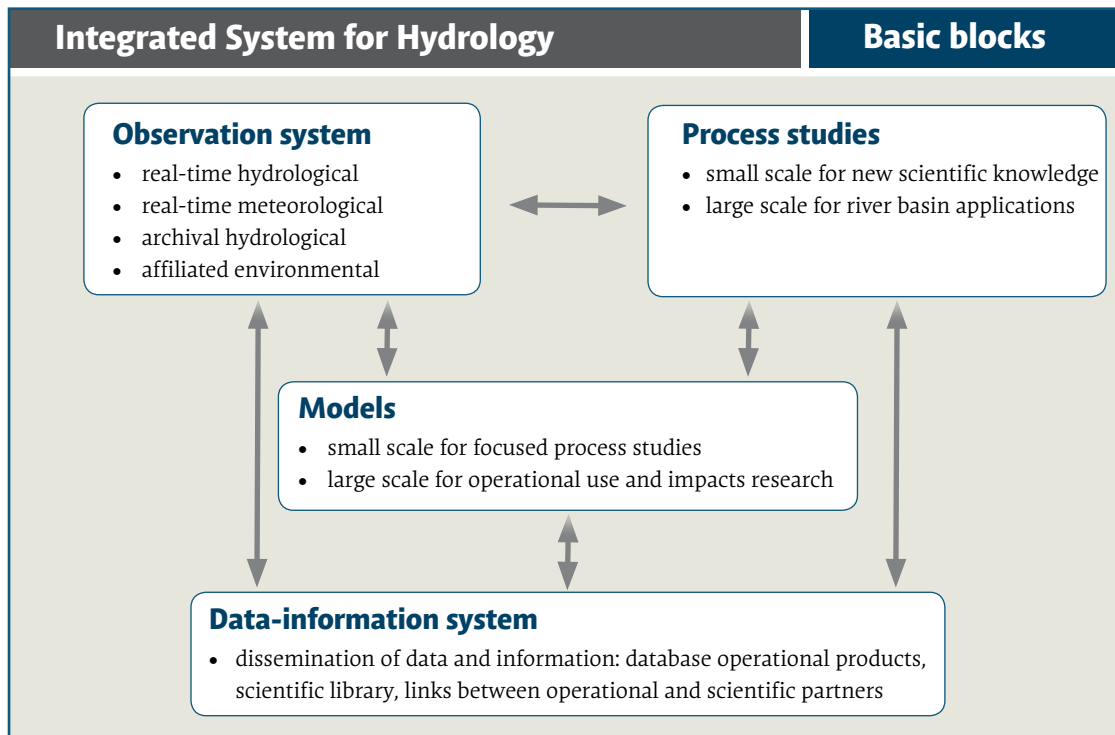 Integrated System for Hydrology
Basic blocks
Observation system
• real-time hydrological
• real-time meteorological
• archival hydrological
• affiliated environmental
Process studies
• small scale for new scientific knowledge
• large scale for river basin applications
Models
• small scale for focused process studies
• large scale for operational use and impacts research
Data-information system
• dissemination of data and information: database operational products,
scientific library, links between operational and scientific partners